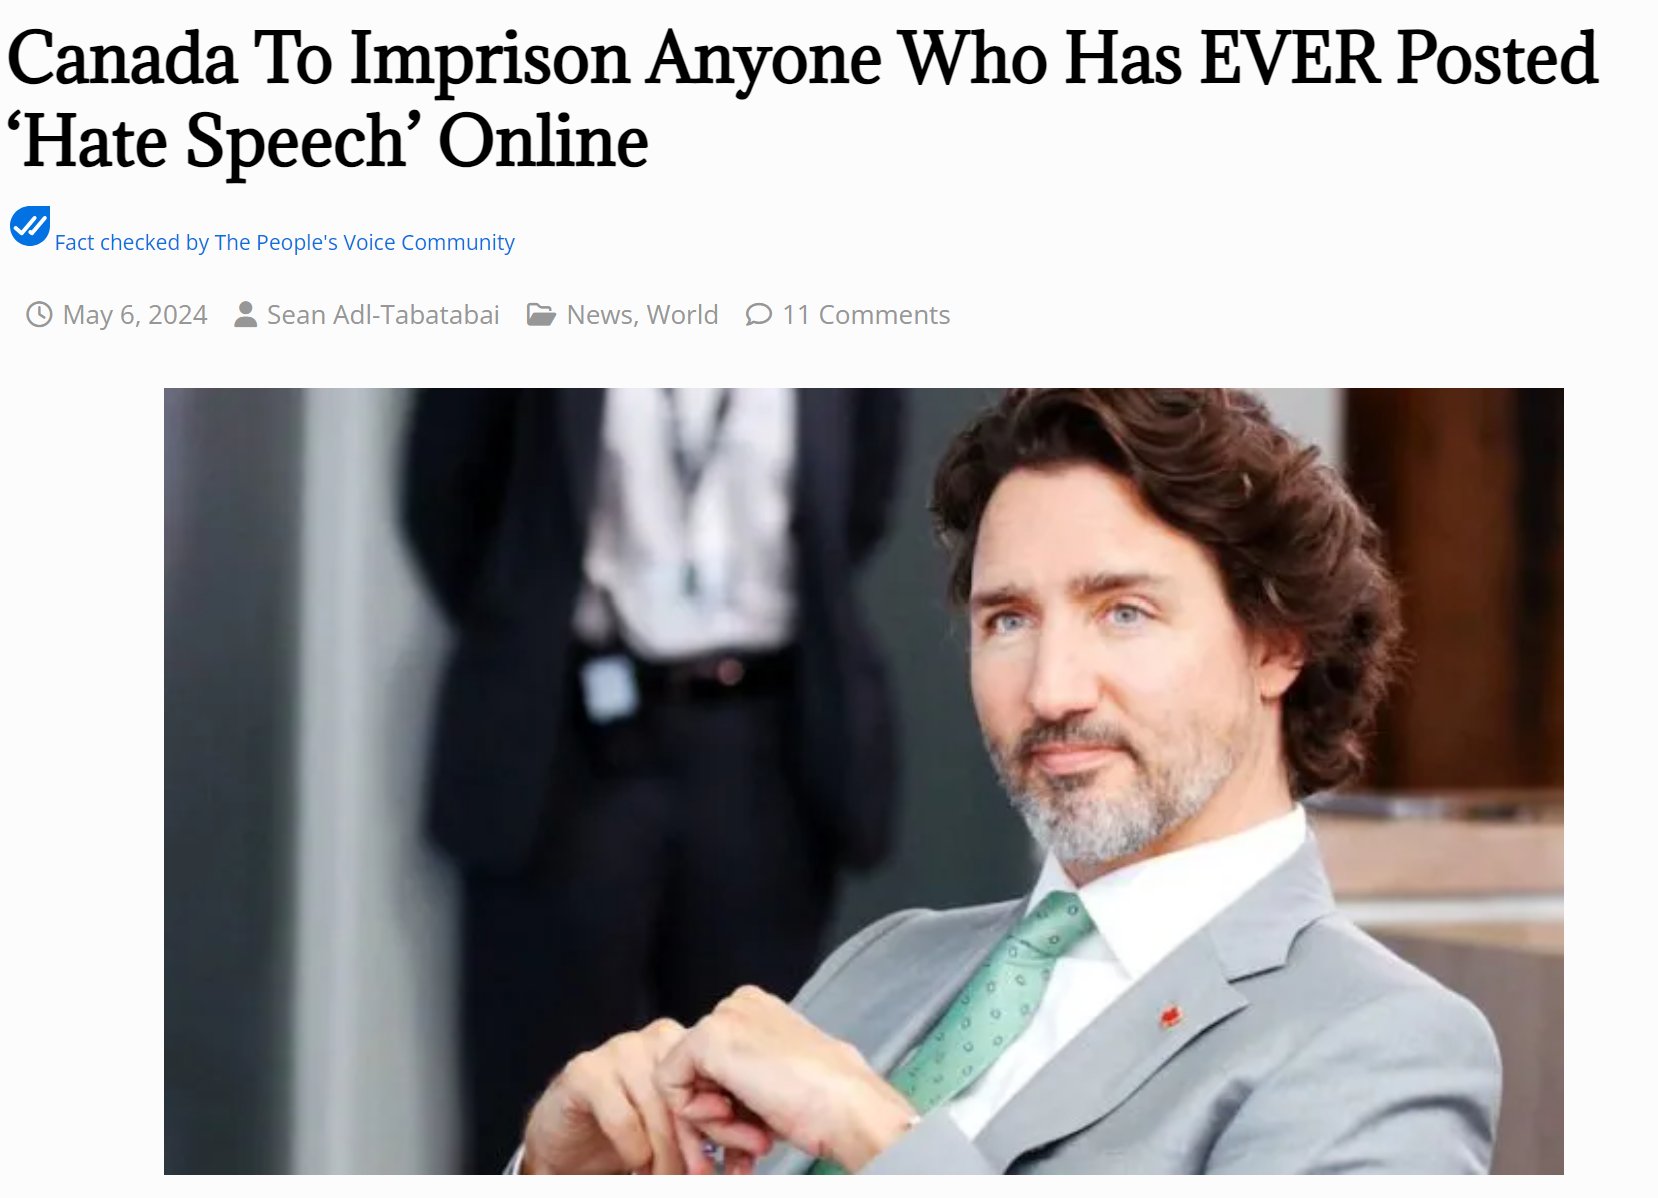 Canada To Imprison Anyone Who Has EVER Posted
‘Hate Speech’ Online
Fact checked by The People's Voice Community
May 6, 2024 Sean Adl-Tabatabai News, World 11 Comments